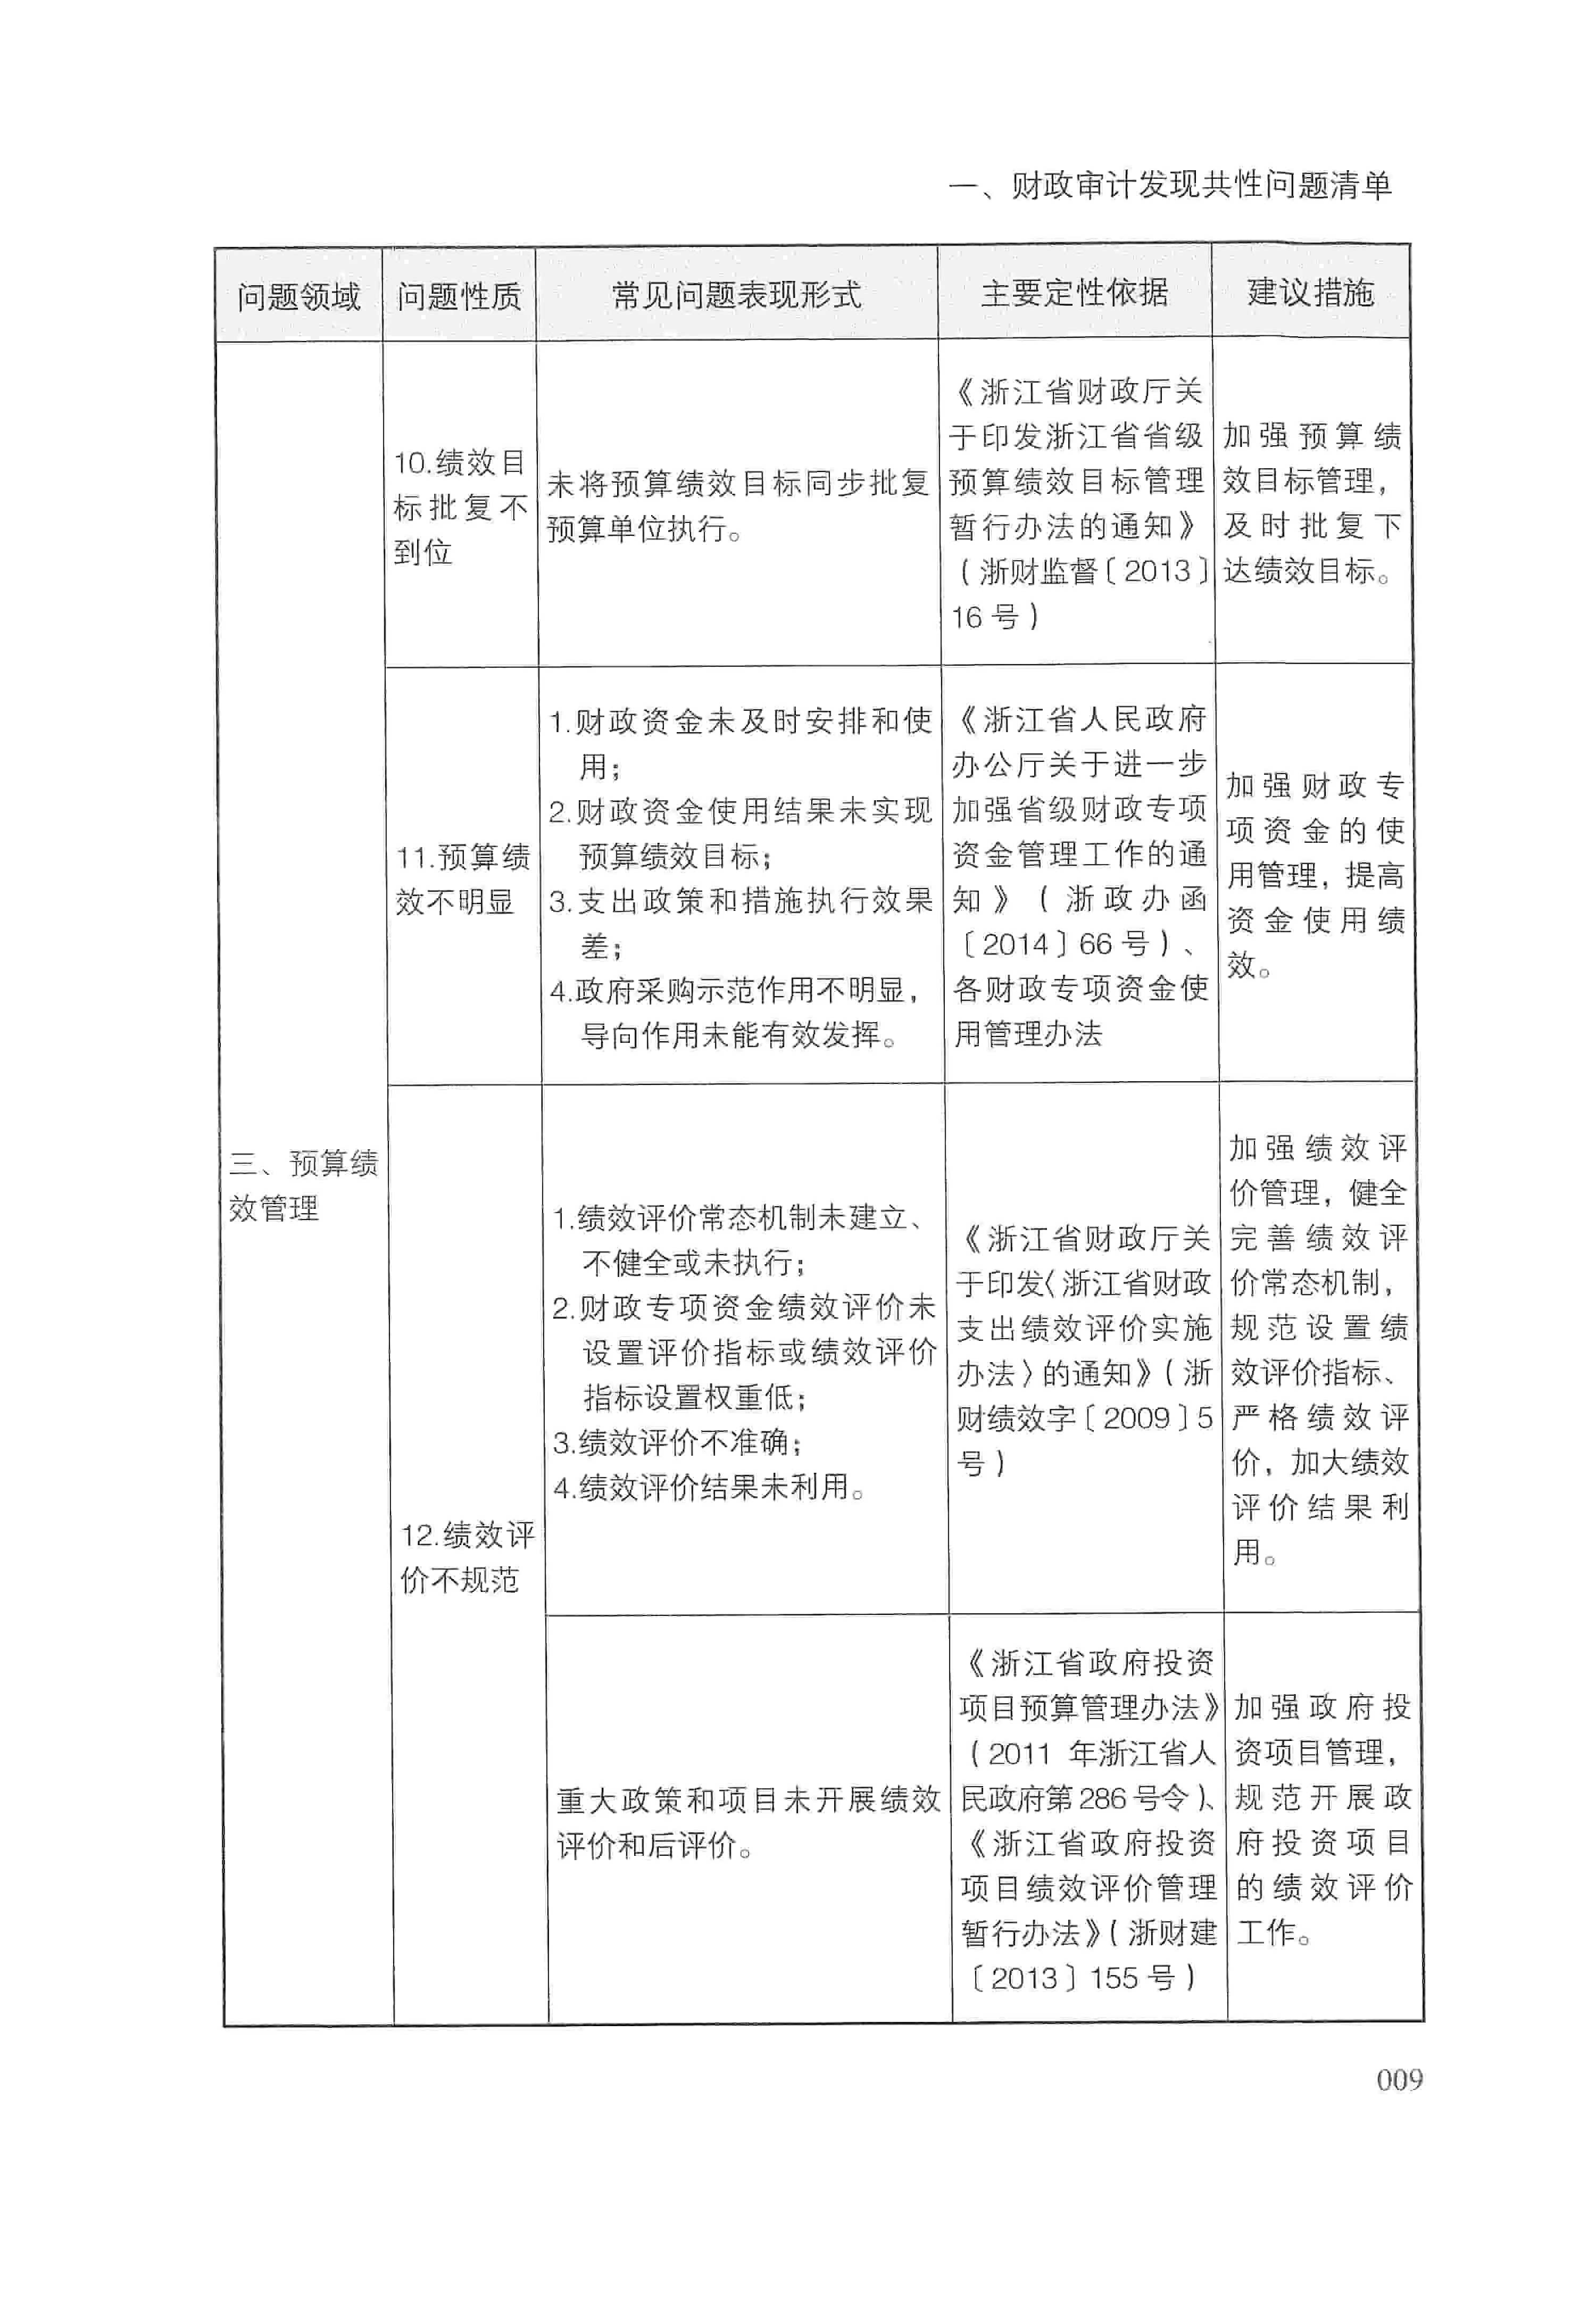 一、财政审计发现共性问题清单
问题领域
问题性质
常见问题表现形式
主要定性依据
建议措施
三、预算绩
效管理
10.绩效目
标批复不
到位
未将预算绩效目标同步批复
预算单位执行。
《浙江省财政厅关
于印发浙江省省级
预算绩效目标管理
暂行办法的通知》
（浙财监督〔2013〕
16号）
加强预算绩
效目标管理，
及时批复下
达绩效目标。
11.预算绩
效不明显
1.财政资金未及时安排和使
用；
2.财政资金使用结果未实现
预算绩效目标；
3.支出政策和措施执行效果
差；
4.政府采购示范作用不明显，
导向作用未能有效发挥。
《浙江省人民政府
办公厅关于进一步
加强省级财政专项
资金管理工作的通
知》（浙政办函
〔2014〕66号）、
各财政专项资金使
用管理办法
加强财政专
项资金的使
用管理，提高
资金使用绩
效。
12.绩效评
价不规范
1.绩效评价常态机制未建立、
不健全或未执行；
2.财政专项资金绩效评价未
设置评价指标或绩效评价
指标设置权重低；
3.绩效评价不准确；
4.绩效评价结果未利用。
《浙江省财政厅关
于印发〈浙江省财政
支出绩效评价实施
办法〉的通知》（浙
财绩效字〔2009〕5
号）
加强绩效评
价管理，健全
完善绩效评
价常态机制，
规范设置绩
效评价指标、
严格绩效评
价，加大绩效
评价结果利
用。
重大政策和项目未开展绩效
评价和后评价。
《浙江省政府投资
项目预算管理办法》
（2011 年浙江省人
民政府第286号令）、
《浙江省政府投资
项目绩效评价管理
暂行办法》（浙财建
〔2013〕155号）
加强政府投
资项目管理，
规范开展政
府投资项目
的绩效评价
工作。
009